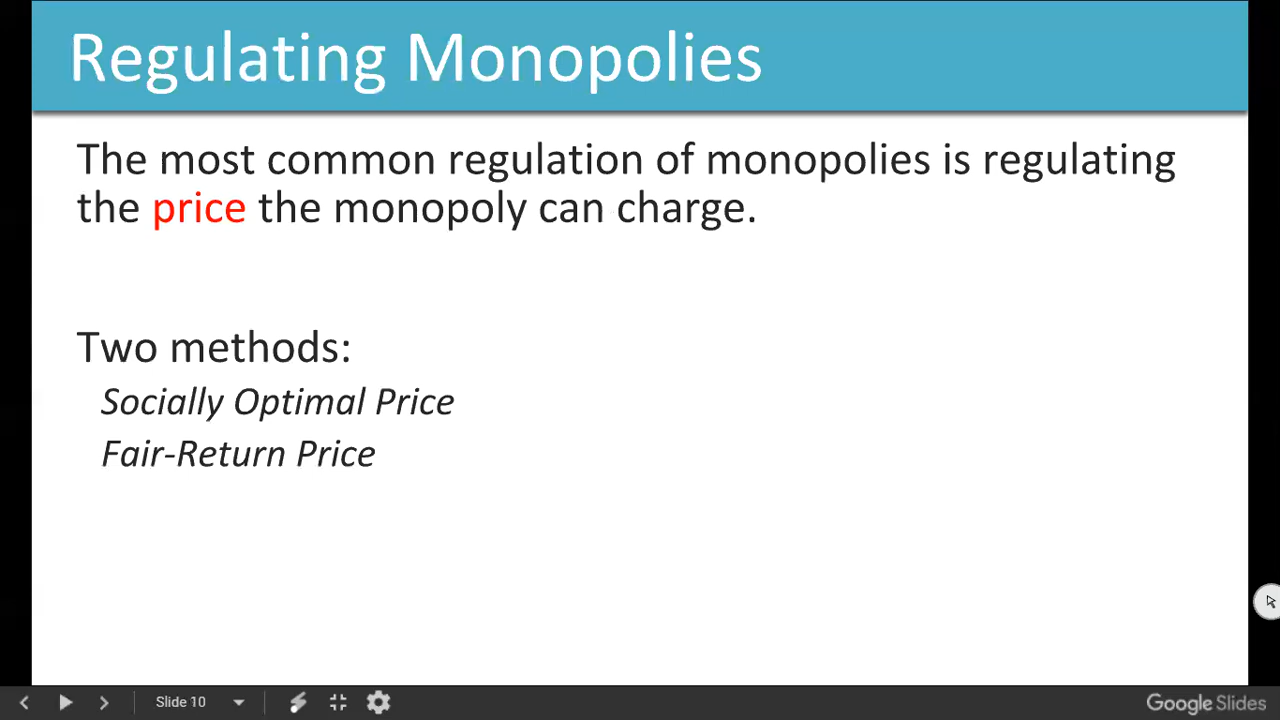 Regulating Monopolies
The most common regulation of monopolies is regulating
the price the monopoly can charge.
Two methods:
Socially Optimal Price
Fair-Return Price
Slide 10
Google Slides